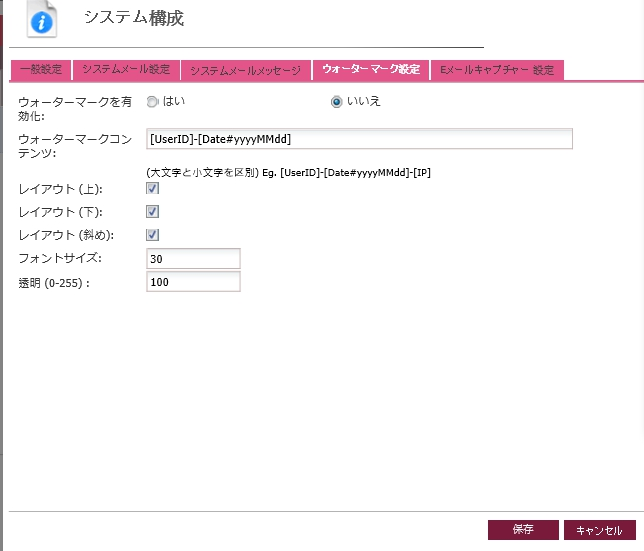 システム構成
一般設定 システムメール設定 システムメールメッセージ ウォーターマーク設定 Eメールキャプチャー 設定
ウォーターマークを有 はい いいえ
効化:
ウォーターマークコン [UserID]-[Date#yyyyMMdd]
テンツ:
(大文字と小文字を区別) Eg. [UserID]-[Date#yyyyMMdd]-[IP]
レイアウト (上):
レイアウト (下):
レイアウト (斜め):
フォントサイズ: 30
透明 (0-255) : 100
保存 キャンセル